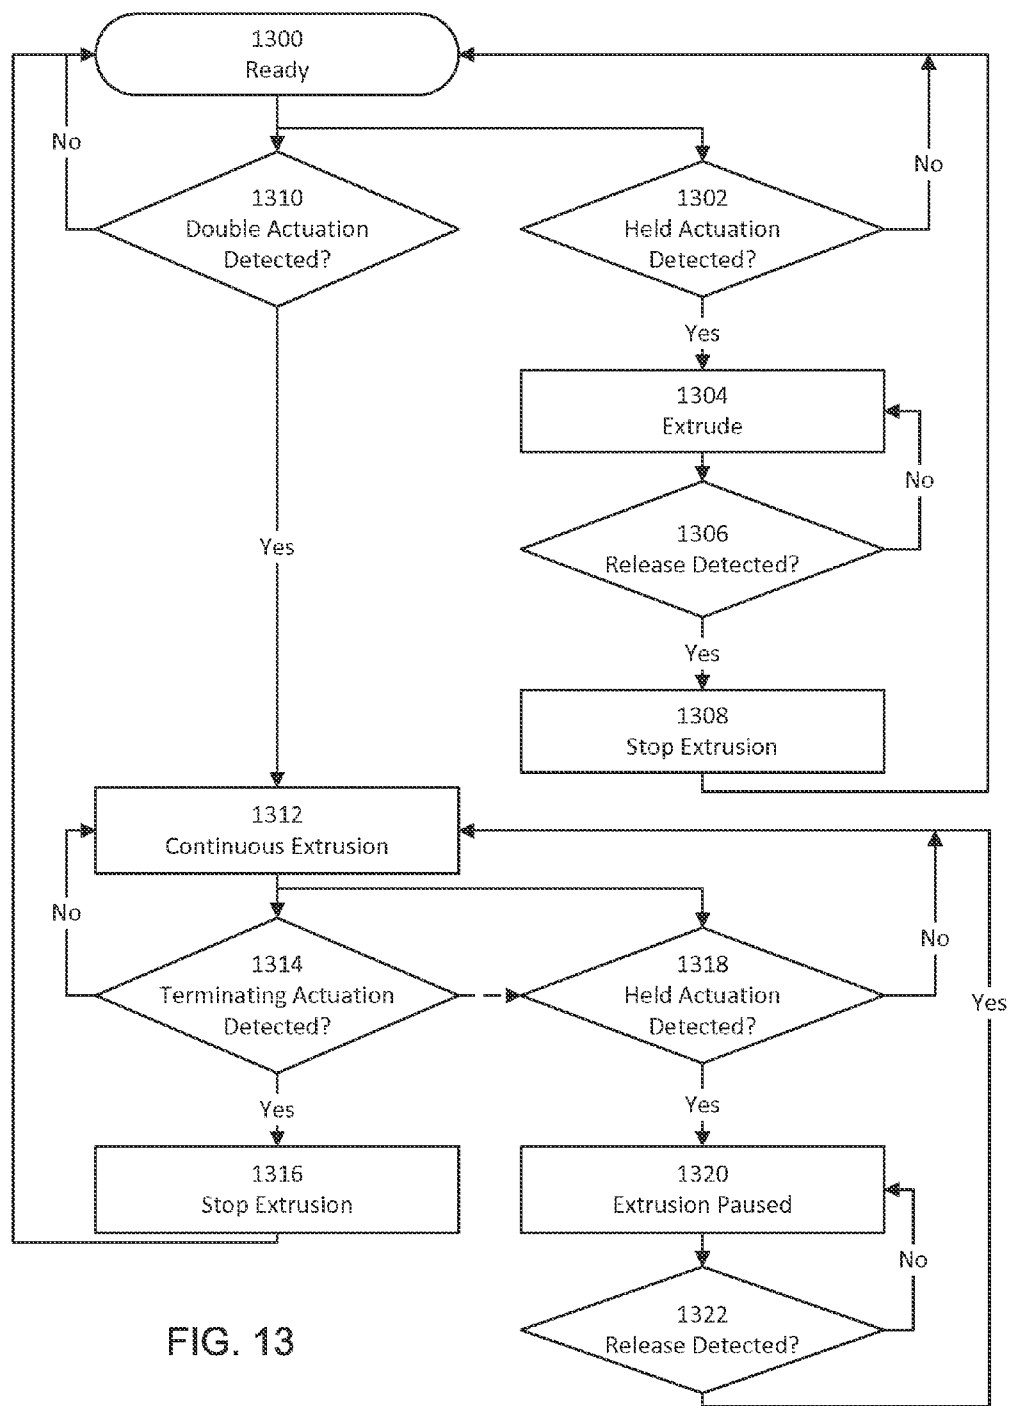 1300
Ready
No
No
1310
Double Actuation
Detected?
1302
Held Actuation
Detected?
Yes
1304
Extrude
No
Yes
1306
Release Detected?
Yes
1308
Stop Extrusion
1312
Continuous Extrusion
No
No
1314
Terminating Actuation
Detected?
1318
Held Actuation
Detected?
Yes
Yes
Yes
1316
Stop Extrusion
1320
Extrusion Paused
No
1322
Release Detected?
FIG. 13